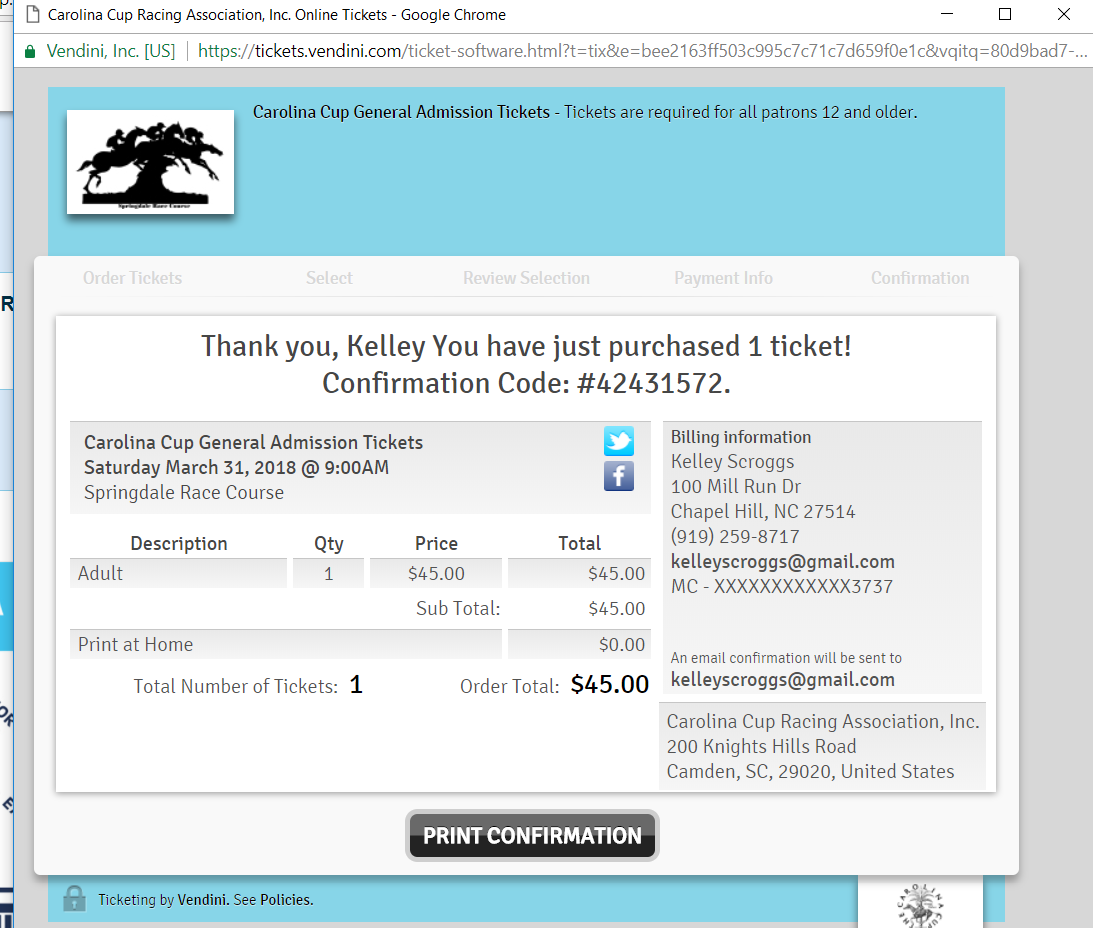 Carolina Cup Racing Association, Inc. Online Tickets - Google Chrome
Vendini, Inc. [US] https://tickets.vendini.com/ticket-software.html?t=tix&e=bee2163ff503c995c7c71c7d659f0e1c&vqitq=80d9bad7-...
Carolina Cup General Admission Tickets - Tickets are required for all patrons 12 and older.
Springdale Race Course
Order Tickets Select Review Selection Payment Info Confirmation
Thank you, Kelley You have just purchased 1 ticket!
Confirmation Code: #42431572.
Carolina Cup General Admission Tickets
Saturday March 31, 2018 @ 9:00AM
Springdale Race Course
Description Qty Price Total
Adult 1 $45.00 $45.00
Sub Total: $45.00
Print at Home $0.00
Total Number of Tickets: 1 Order Total: $45.00
Billing information
Kelley Scroggs
100 Mill Run Dr
Chapel Hill, NC 27514
(919) 259-8717
kelleyscroggs@gmail.com
MC - XXXXXXXXXXXX3737
An email confirmation will be sent to
kelleyscroggs@gmail.com
Carolina Cup Racing Association, Inc.
200 Knights Hills Road
Camden, SC, 29020, United States
PRINT CONFIRMATION
Ticketing by Vendini. See Policies.
CAROLINA CUP